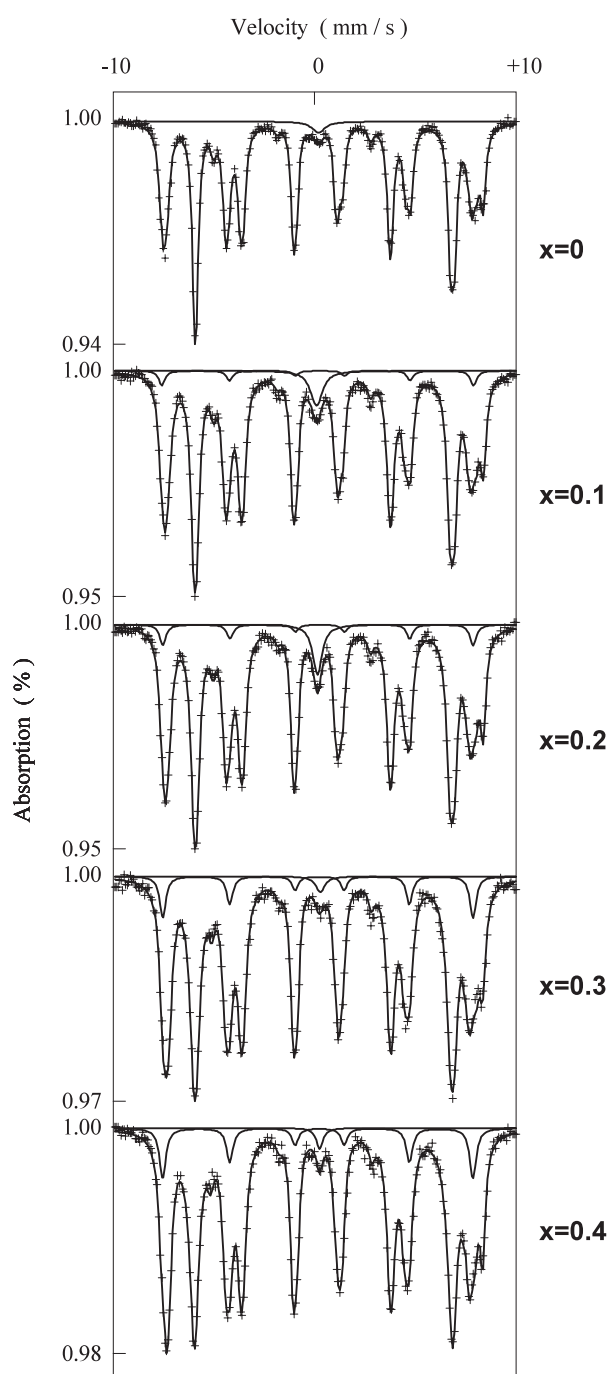 Velocity ( mm / s )
-10 0 +10
1.00
x=0
0.94
1.00
x=0.1
0.95
1.00
x=0.2
Absorption ( % )
0.95
1.00
x=0.3
0.97
1.00
x=0.4
0.98